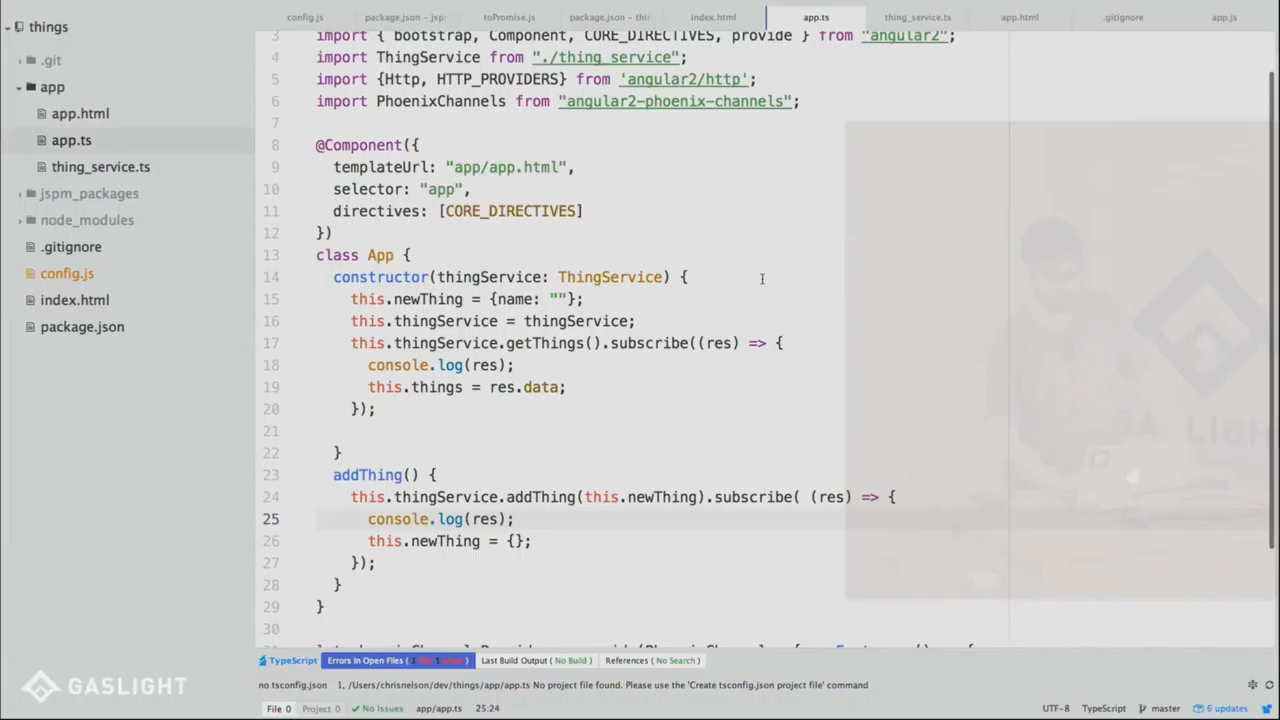 things
.git
app
app.html
app.ts
thing_service.ts
jspm_packages
node_modules
.gitignore
config.js
index.html
package.json
config.js package.json - jsp toPromise.js package.json - thi index.html app.ts thing_service.ts app.html .gitignore app.js
3 import { bootstrap, Component, CORE_DIRECTIVES, provide } from "angular2";
4 import ThingService from "./thing_service";
5 import {Http, HTTP_PROVIDERS} from 'angular2/http';
6 import PhoenixChannels from "angular2-phoenix-channels";
7
8 @Component({
9 templateUrl: "app/app.html",
10 selector: "app",
11 directives: [CORE_DIRECTIVES]
12 })
13 class App {
14 constructor(thingService: ThingService) {
15 this.newThing = {name: ""};
16 this.thingService = thingService;
17 this.thingService.getThings().subscribe((res) => {
18 console.log(res);
19 this.things = res.data;
20 });
21
22 }
23 addThing() {
24 this.thingService.addThing(this.newThing).subscribe( (res) => {
25 console.log(res);
26 this.newThing = {};
27 });
28 }
29 }
30
TypeScript Errors In Open Files ( Last Build Output ( No Build ) References ( No Search )
no tsconfig.json 1, /Users/chrisnelson/dev/things/app/app.ts No project file found. Please use the 'Create tsconfig.json project file' command
File 0 Project 0 No Issues app/app.ts 25:24 UTF-8 TypeScript master 6 updates
GASLIGHT